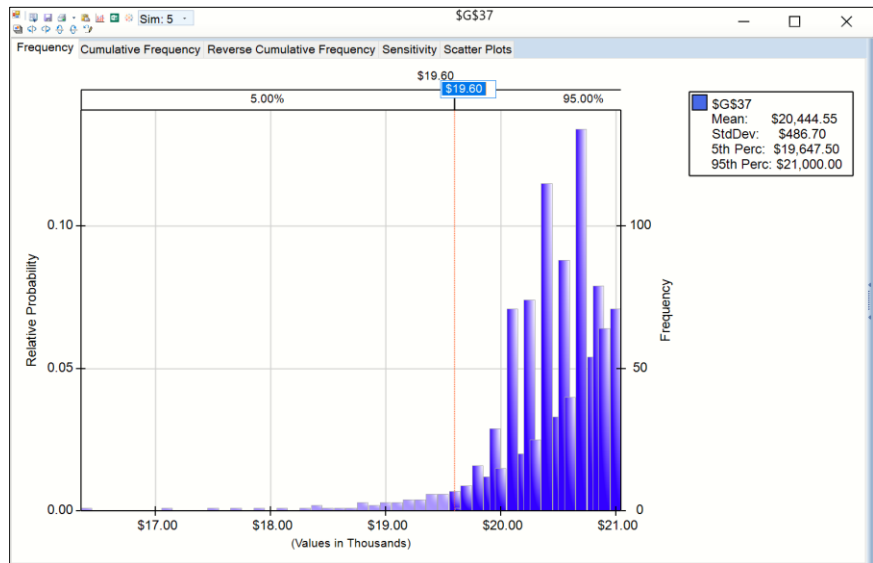 $G$37
Sim: 5
Frequency Cumulative Frequency Reverse Cumulative Frequency Sensitivity Scatter Plots
$19.60
$19.60
5.00% 95.00%
$G$37
Mean: $20,444.55
StdDev: $486.70
5th Perc: $19,647.50
95th Perc: $21,000.00
0.10 100
Relative Probability
Frequency
0.05 50
0.00 0
$17.00 $18.00 $19.00 $20.00 $21.00
(Values in Thousands)